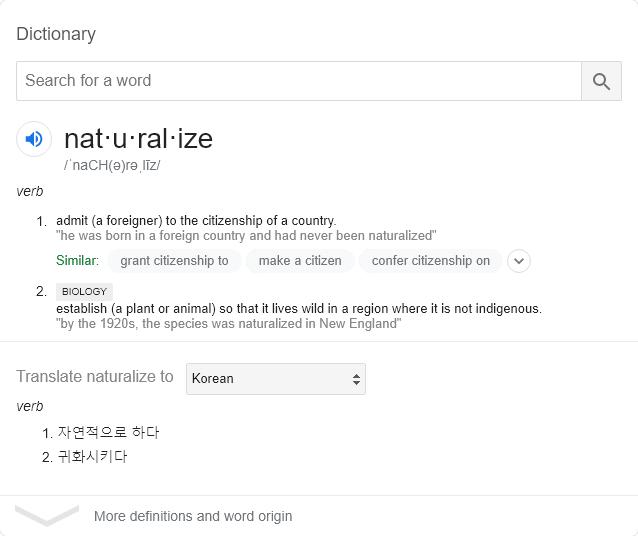 Dictionary
Search for a word
nat·u·ral·ize
/ˈnaCH(ə)rəˌlīz/
verb
1. admit (a foreigner) to the citizenship of a country.
"he was born in a foreign country and had never been naturalized"
Similar: grant citizenship to make a citizen confer citizenship on
2. BIOLOGY
establish (a plant or animal) so that it lives wild in a region where it is not indigenous.
"by the 1920s, the species was naturalized in New England"
Translate naturalize to Korean
verb
1. 자연적으로 하다
2. 귀화시키다
More definitions and word origin